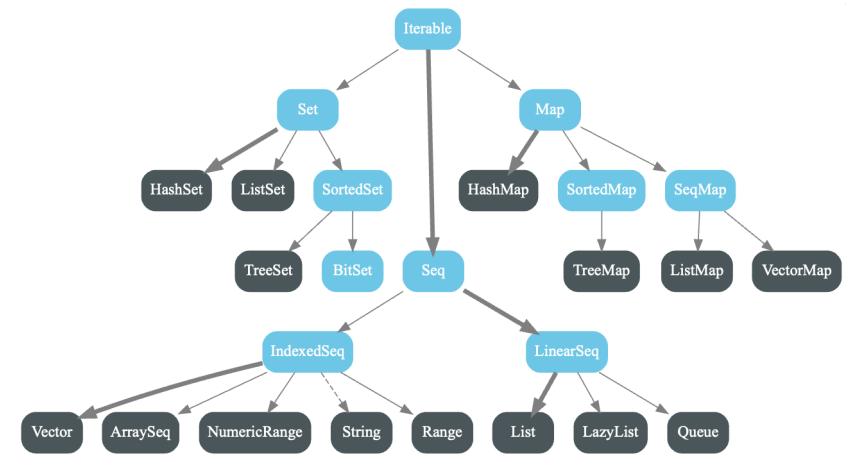 Iterable
Set
Map
HashSet
ListSet
SortedSet
HashMap
SortedMap
SeqMap
TreeSet
BitSet
Seq
TreeMap
ListMap
VectorMap
IndexedSeq
LinearSeq
Vector
ArraySeq
NumericRange
String
Range
List
LazyList
Queue